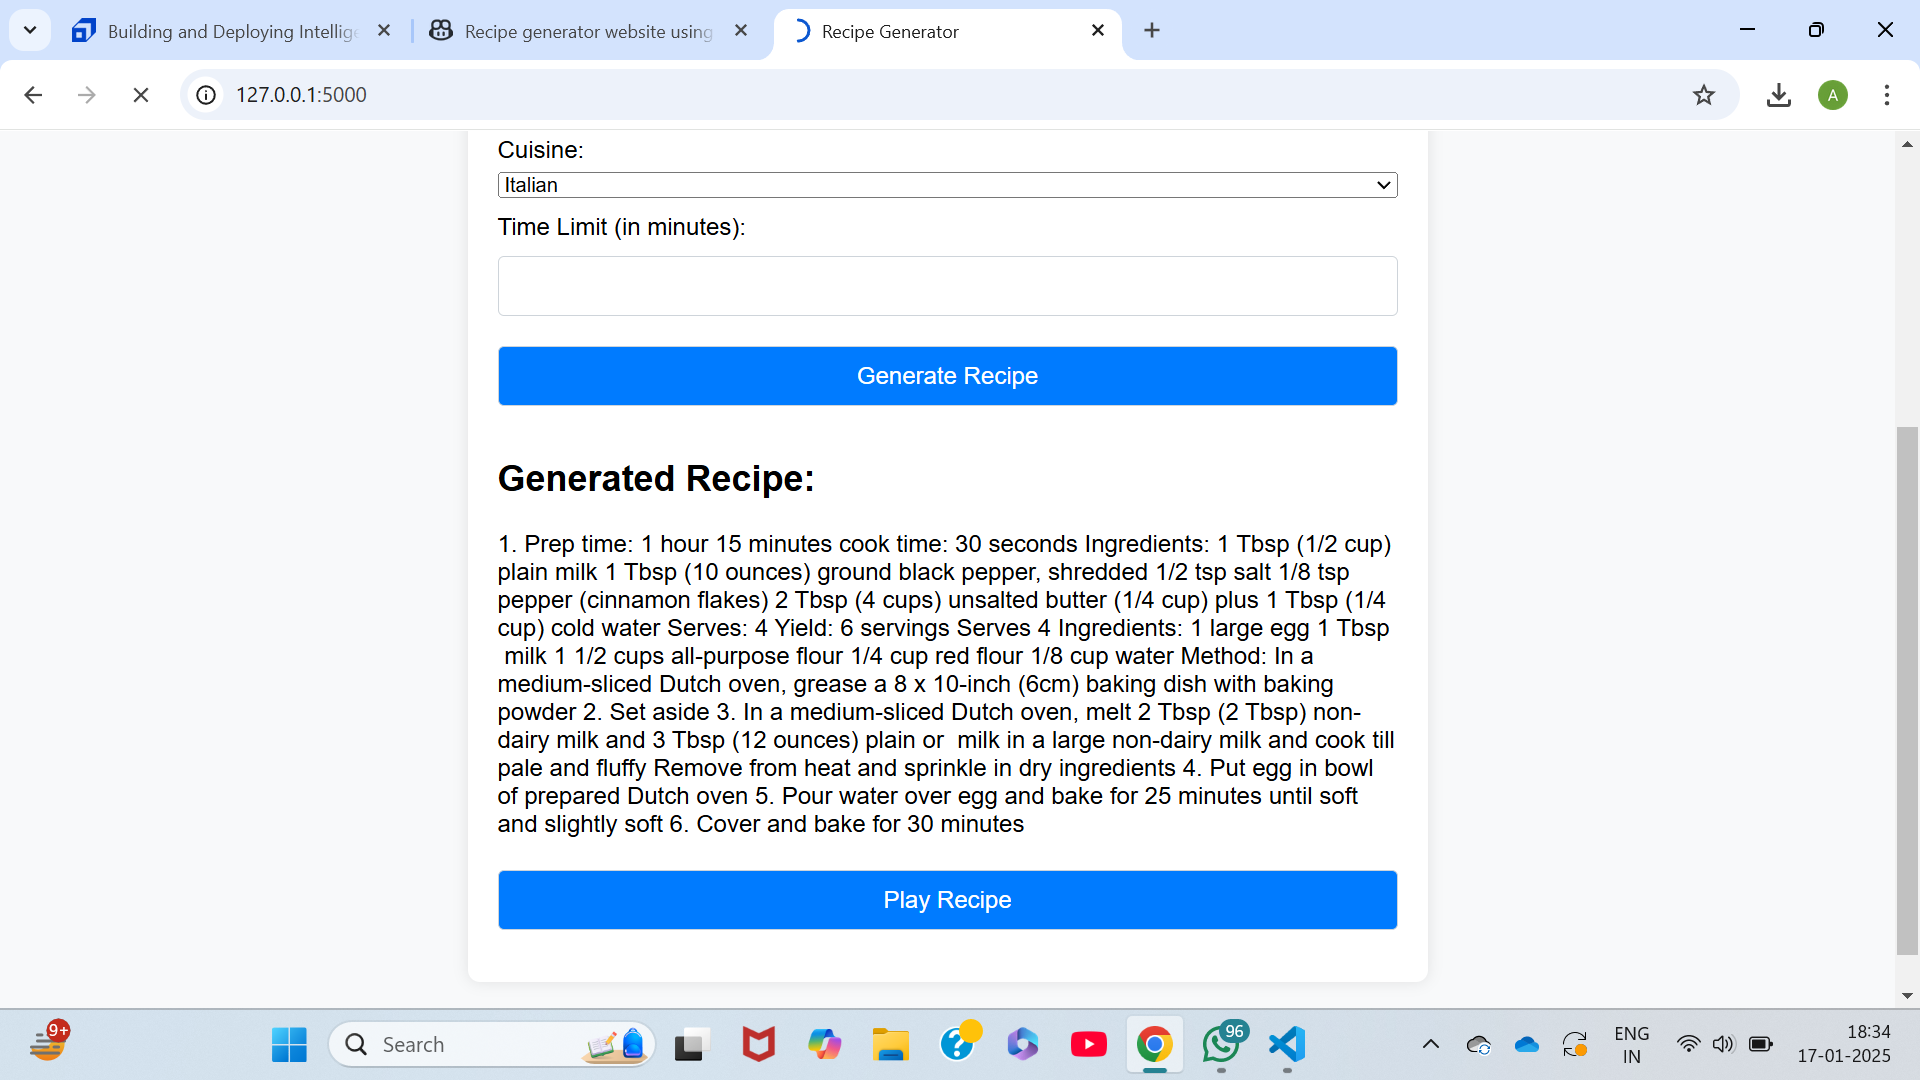 Building and Deploying Intellige
Recipe generator website using
Recipe Generator
127.0.0.1:5000
A
Cuisine:
Italian
Time Limit (in minutes):
Generate Recipe
Generated Recipe:
1. Prep time: 1 hour 15 minutes cook time: 30 seconds Ingredients: 1 Tbsp (1/2 cup)
plain milk 1 Tbsp (10 ounces) ground black pepper, shredded 1/2 tsp salt 1/8 tsp
pepper (cinnamon flakes) 2 Tbsp (4 cups) unsalted butter (1/4 cup) plus 1 Tbsp (1/4
cup) cold water Serves: 4 Yield: 6 servings Serves 4 Ingredients: 1 large egg 1 Tbsp
milk 1 1/2 cups all-purpose flour 1/4 cup red flour 1/8 cup water Method: In a
medium-sliced Dutch oven, grease a 8 x 10-inch (6cm) baking dish with baking
powder 2. Set aside 3. In a medium-sliced Dutch oven, melt 2 Tbsp (2 Tbsp) non-
dairy milk and 3 Tbsp (12 ounces) plain or  milk in a large non-dairy milk and cook till
pale and fluffy Remove from heat and sprinkle in dry ingredients 4. Put egg in bowl
of prepared Dutch oven 5. Pour water over egg and bake for 25 minutes until soft
and slightly soft 6. Cover and bake for 30 minutes
Play Recipe
9+
Search
96
ENG
IN
18:34
17-01-2025